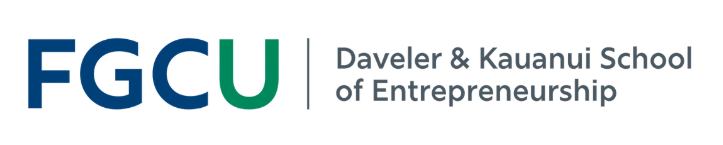 FGCU
Daveler & Kauanui School
of Entrepreneurship